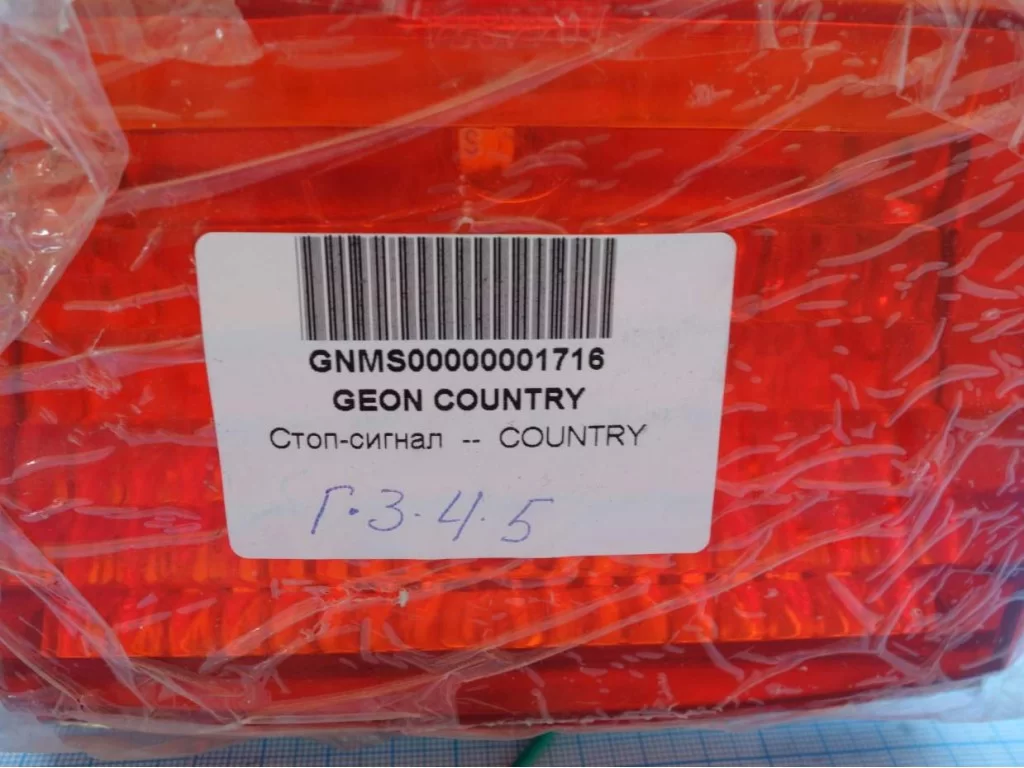 GNMS00000001716
GEON COUNTRY
Стоп-сигнал -- COUNTRY
Г.3.4.5